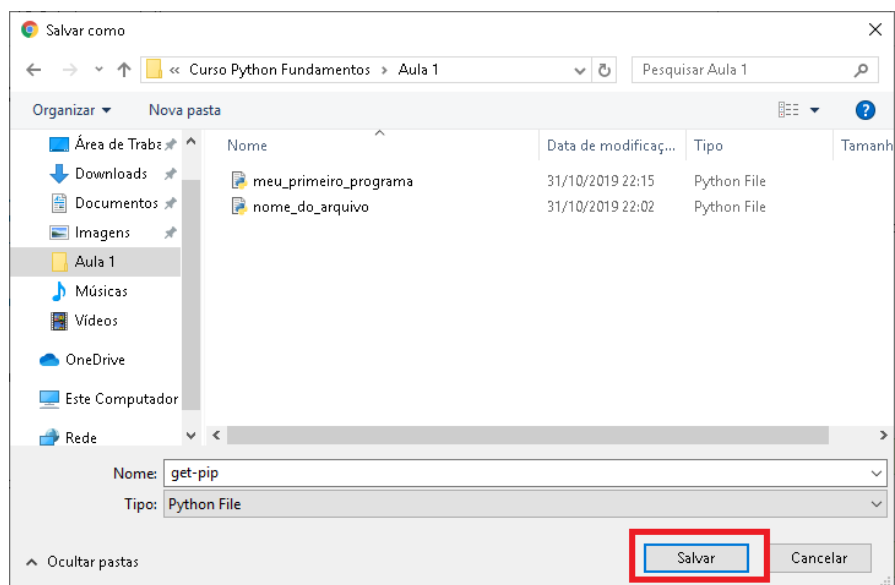 Salvar como
« Curso Python Fundamentos > Aula 1
Pesquisar Aula 1
Organizar
Nova pasta
?
Nome
Data de modificaç...
Tipo
Tamanh
Área de Traba
Downloads
Documentos
Imagens
Aula 1
Músicas
Vídeos
OneDrive
Este Computador
Rede
meu_primeiro_programa 31/10/2019 22:15 Python File
nome_do_arquivo 31/10/2019 22:02 Python File
Nome: get-pip
Tipo: Python File
Ocultar pastas
Salvar
Cancelar